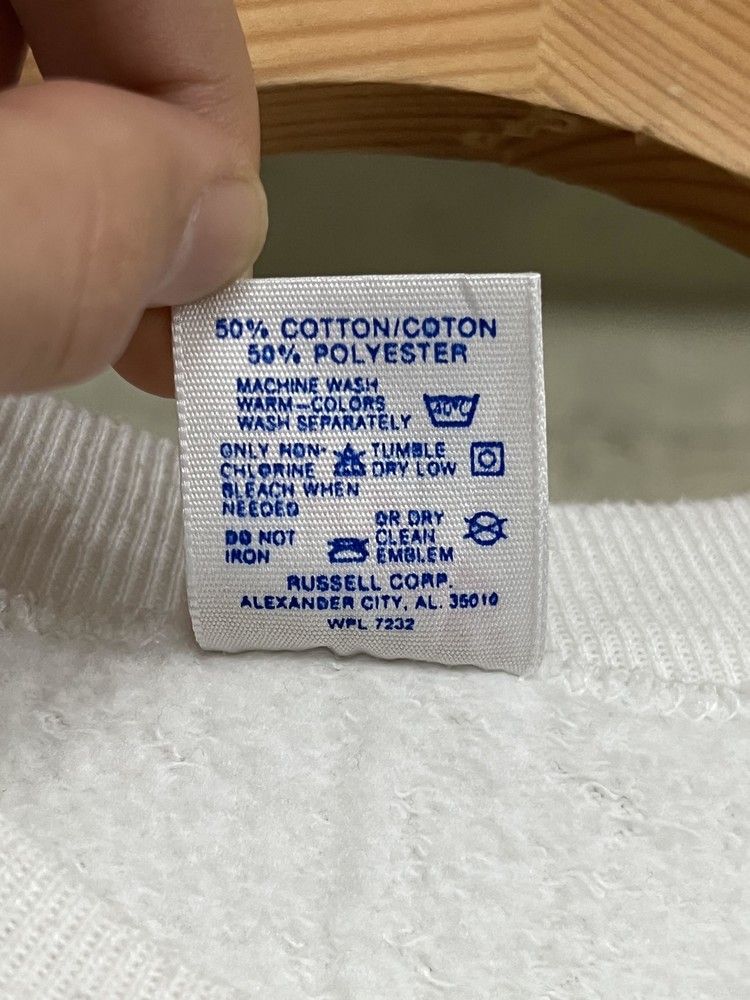 50% COTTON/COTON
50% POLYESTER
MACHINE WASH
WARM-COLORS
WASH SEPARATELY
40°C
ONLY NON-
CHLORINE
BLEACH WHEN
NEEDED
TUMBLE
DRY LOW
DO NOT
IRON
OR DRY
CLEAN
EMBLEM
RUSSELL CORP.
ALEXANDER CITY, AL. 35010
WPL 7232